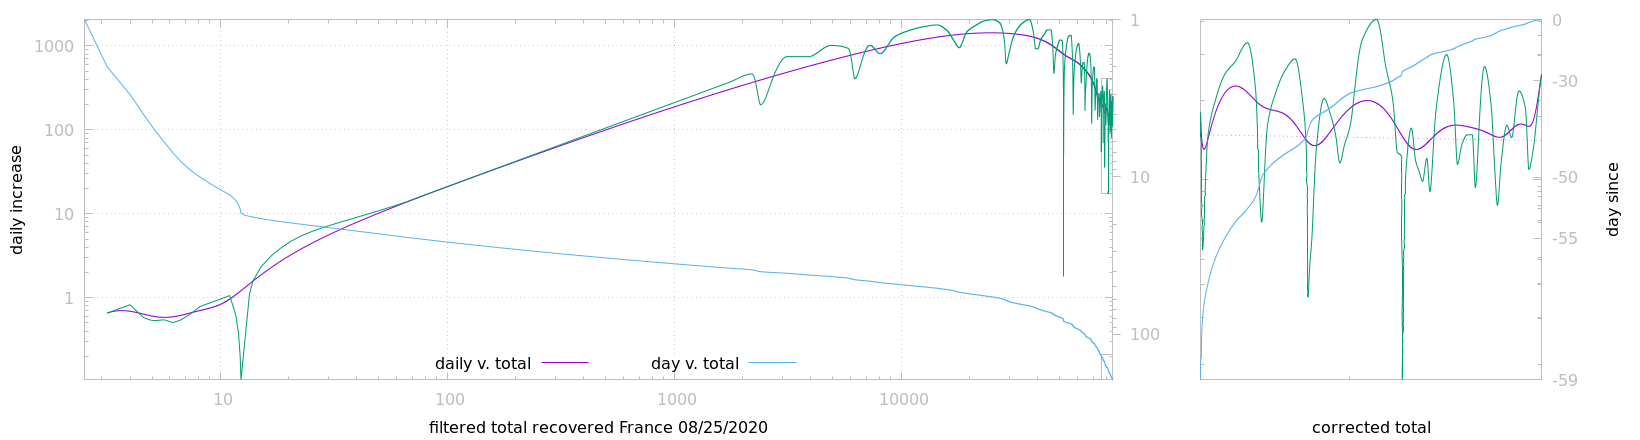 1000
100
10
1
daily increase
10
100
1000
10000
filtered total recovered France 08/25/2020
daily v. total
day v. total
1
10
100
0
-30
-50
-55
-59
day since
corrected total